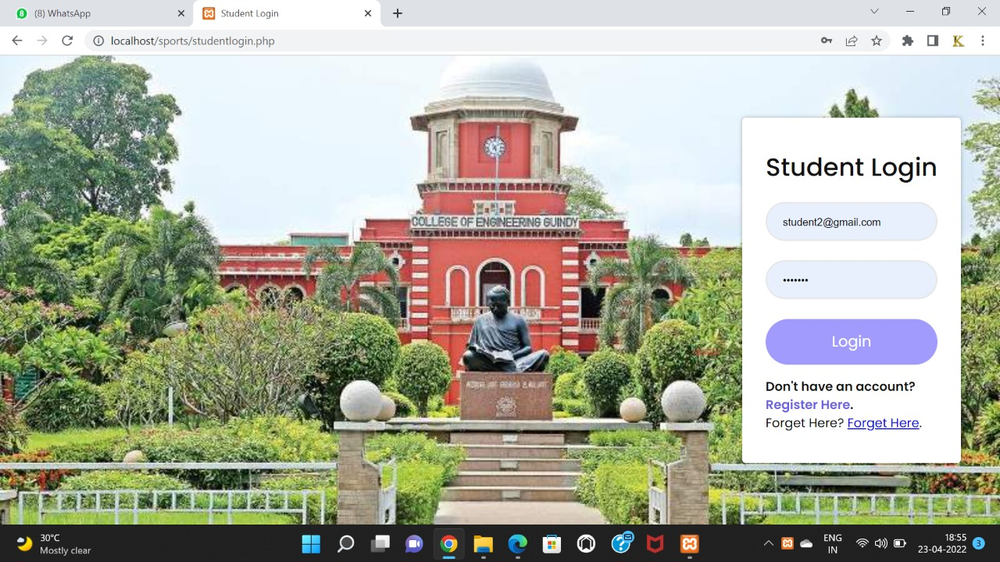 (8) WhatsApp
Student Login
localhost/sports/studentlogin.php
COLLEGE OF ENGINEERING GUINDY
Student Login
student2@gmail.com
•••••••
Login
Don't have an account?
Register Here.
Forget Here? Forget Here.
30°C
Mostly clear
ENG
IN
18:55
23-04-2022
3